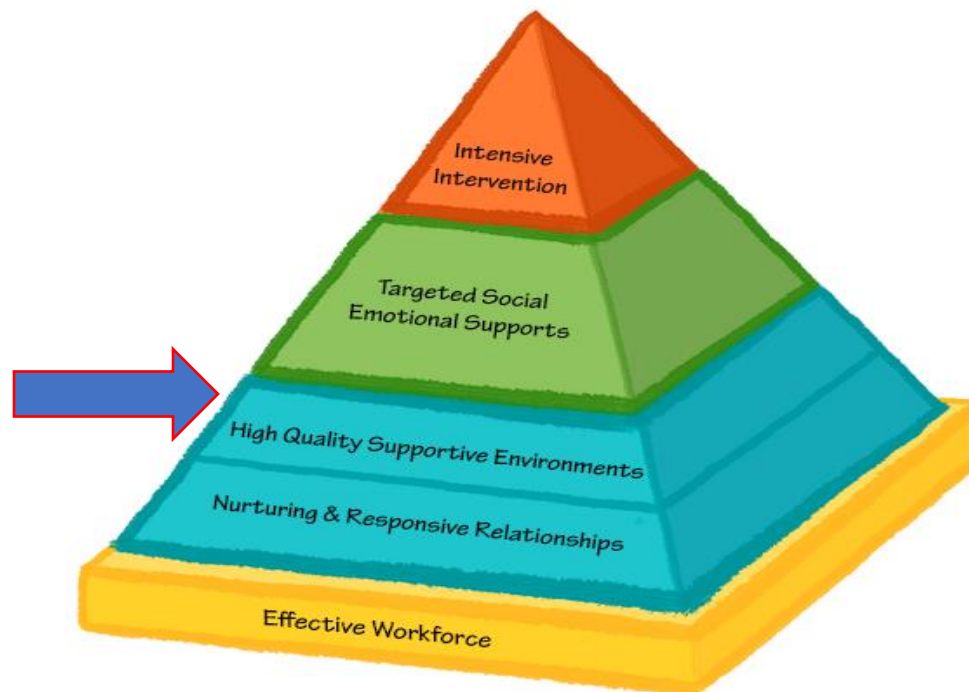 Intensive
Intervention
Targeted Social
Emotional Supports
High Quality Supportive Environments
Nurturing & Responsive Relationships
Effective Workforce